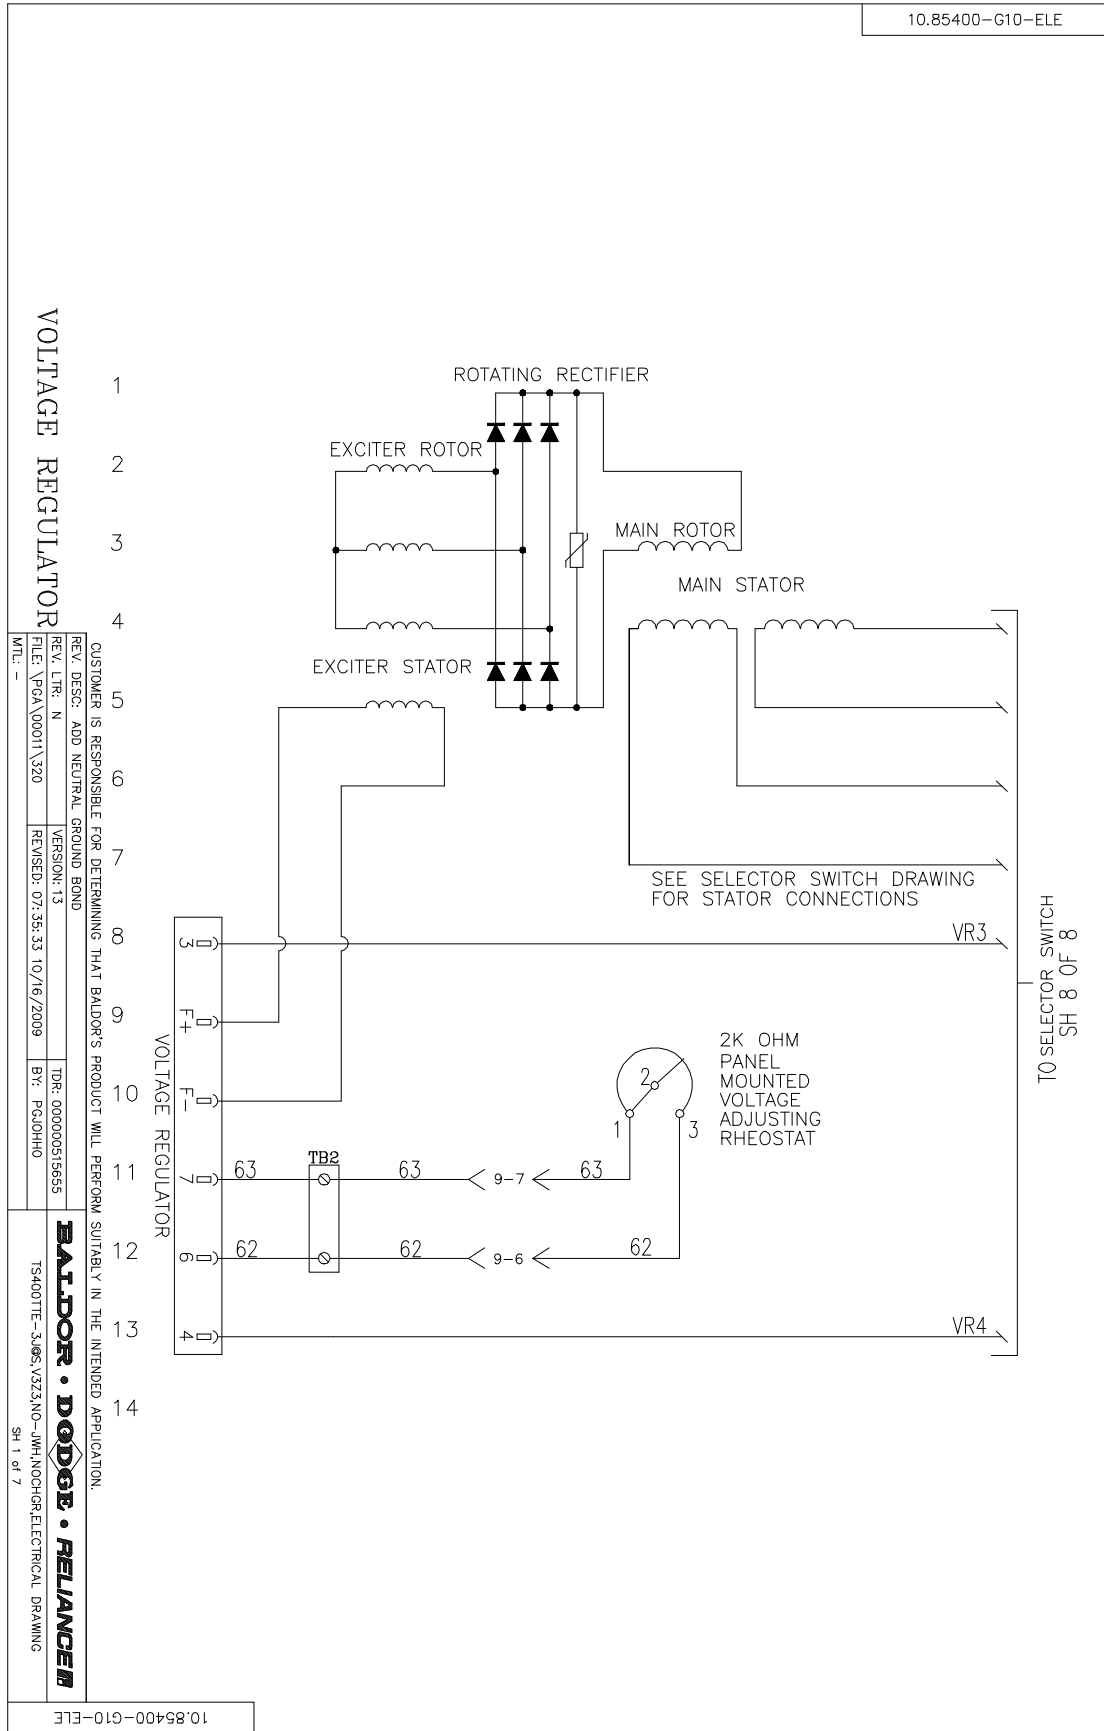 10.85400-G10-ELE
ROTATING RECTIFIER
EXCITER ROTOR
MAIN ROTOR
MAIN STATOR
EXCITER STATOR
SEE SELECTOR SWITCH DRAWING
FOR STATOR CONNECTIONS
VR3
TO SELECTOR SWITCH
SH 8 OF 8
2K OHM
PANEL
MOUNTED
VOLTAGE
ADJUSTING
RHEOSTAT
2
1
3
TB2
63
63
9-7
63
62
62
9-6
62
VR4
3
F+
F-
7
6
4
VOLTAGE REGULATOR
1
2
3
4
5
6
7
8
9
10
11
12
13
14
VOLTAGE REGULATOR
CUSTOMER IS RESPONSIBLE FOR DETERMINING THAT BALDOR'S PRODUCT WILL PERFORM SUITABLY IN THE INTENDED APPLICATION.
REV. DESC: ADD NEUTRAL GROUND BOND
REV. LTR: N
VERSION: 13
TDR: 000000515655
FILE: \PGA\00011\320
REVISED: 07:35:33 10/16/2009
BY: PGJOHHO
MTL: -
BALDOR • DODGE • RELIANCE
TS400TTE-3J@S,V3Z3,NO-JWH,NOCHGR,ELECTRICAL DRAWING
SH 1 of 7
10.85400-G10-ELE